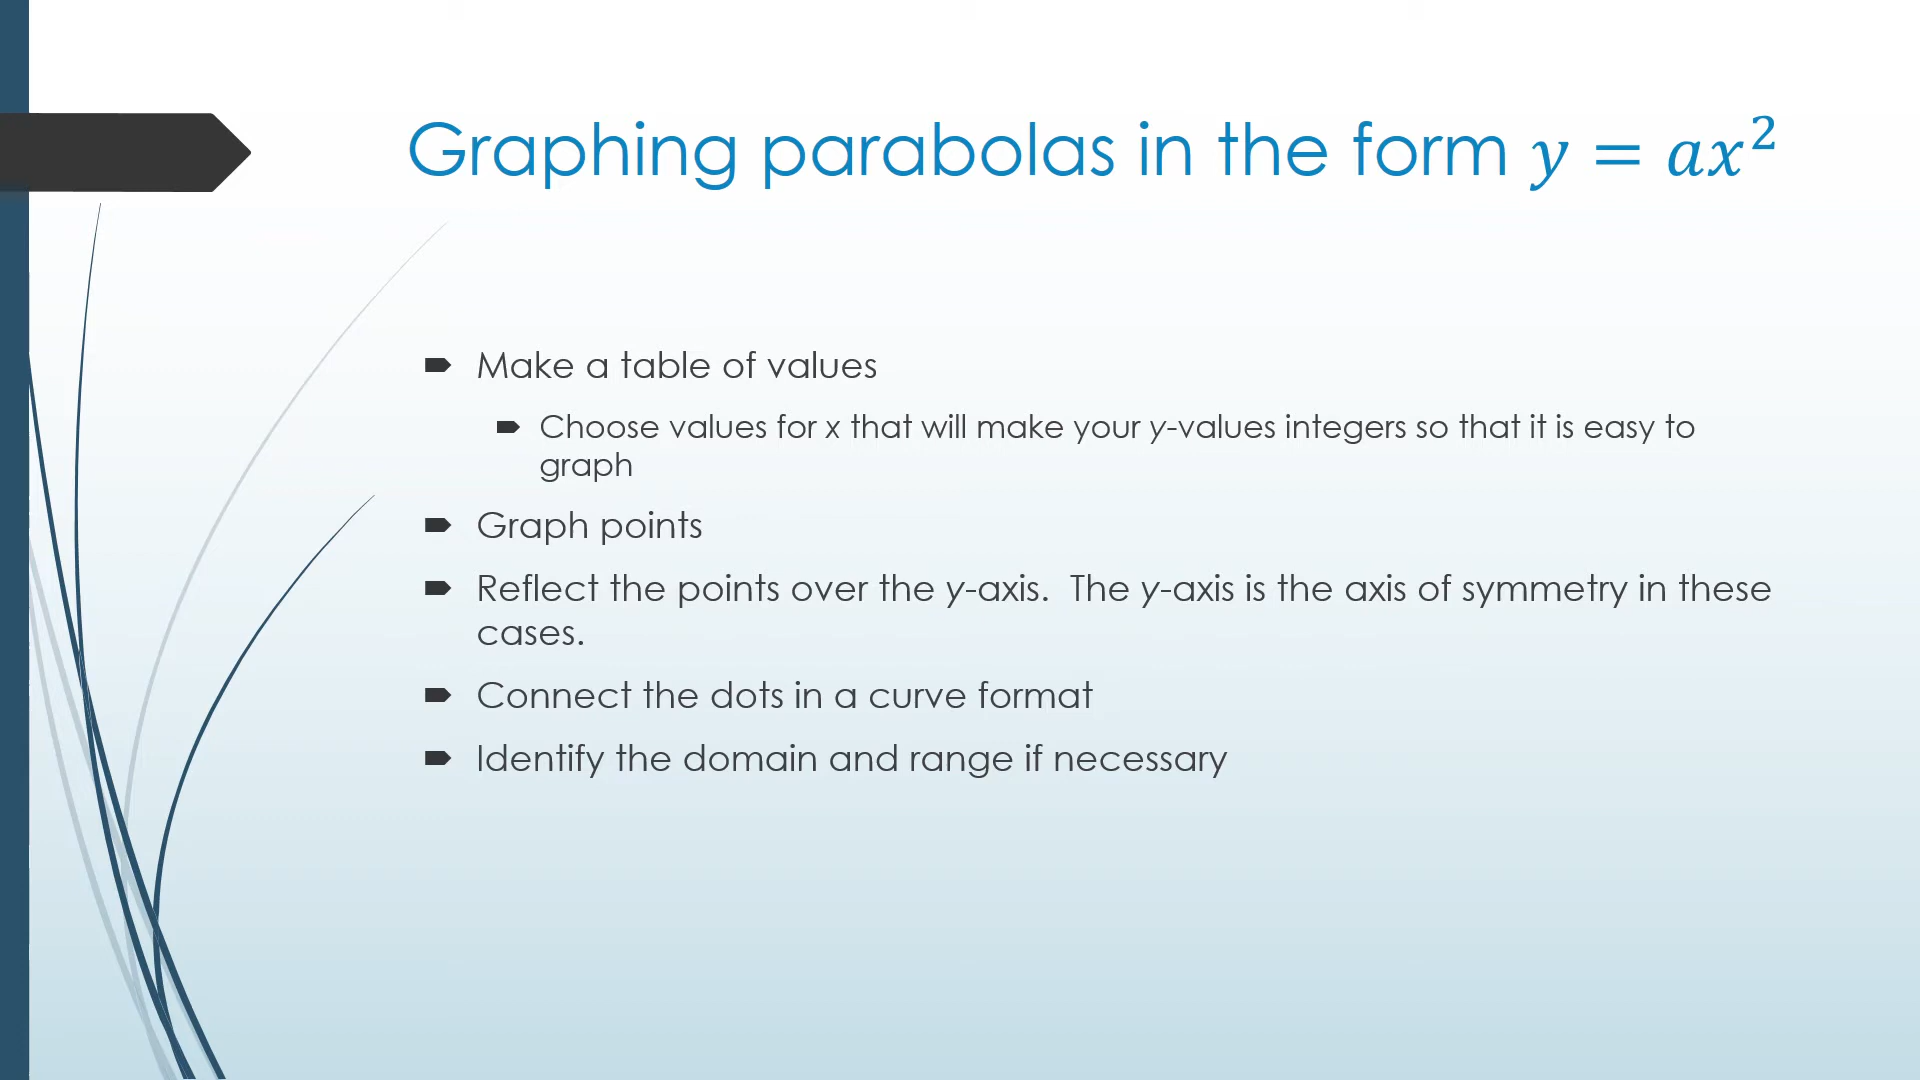 Graphing parabolas in the form y = ax²
Make a table of values
Choose values for x that will make your y-values integers so that it is easy to
graph
Graph points
Reflect the points over the y-axis.  The y-axis is the axis of symmetry in these
cases.
Connect the dots in a curve format
Identify the domain and range if necessary